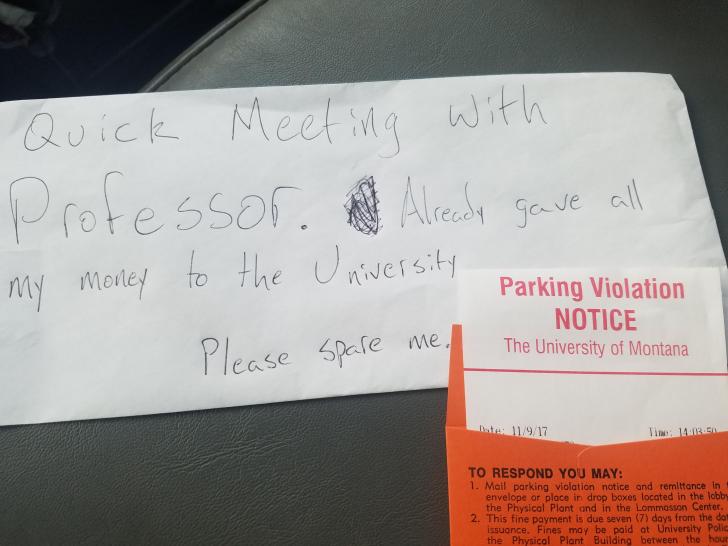 Quick Meeting with
Professor. Already gave all
my money to the University
Please spare me.
Parking Violation
NOTICE
The University of Montana
Date: 11/9/17 Time: 14:03:50
TO RESPOND YOU MAY:
1. Mail parking violation notice and remittance in
envelope or place in drop boxes located in the lobby
the Physical Plant and in the Lommasson Center.
2. This fine payment is due seven (7) days from the
issuance. Fines may be paid at University
the Physical Plant Building between the